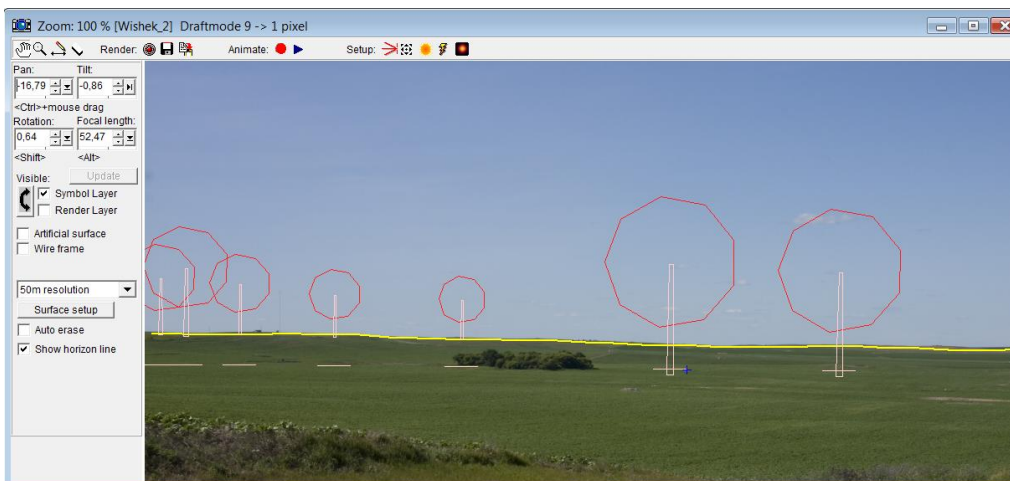 Zoom: 100 % [Wishek_2] Draftmode 9 -> 1 pixel
Render: Animate: Setup:
Pan: Tilt:
-16,79 -0,86
<Ctrl>+mouse drag
Rotation: Focal length:
0,64 52,47
<Shift> <Alt>
Visible: Update
Symbol Layer
Render Layer
Artificial surface
Wire frame
50m resolution
Surface setup
Auto erase
Show horizon line